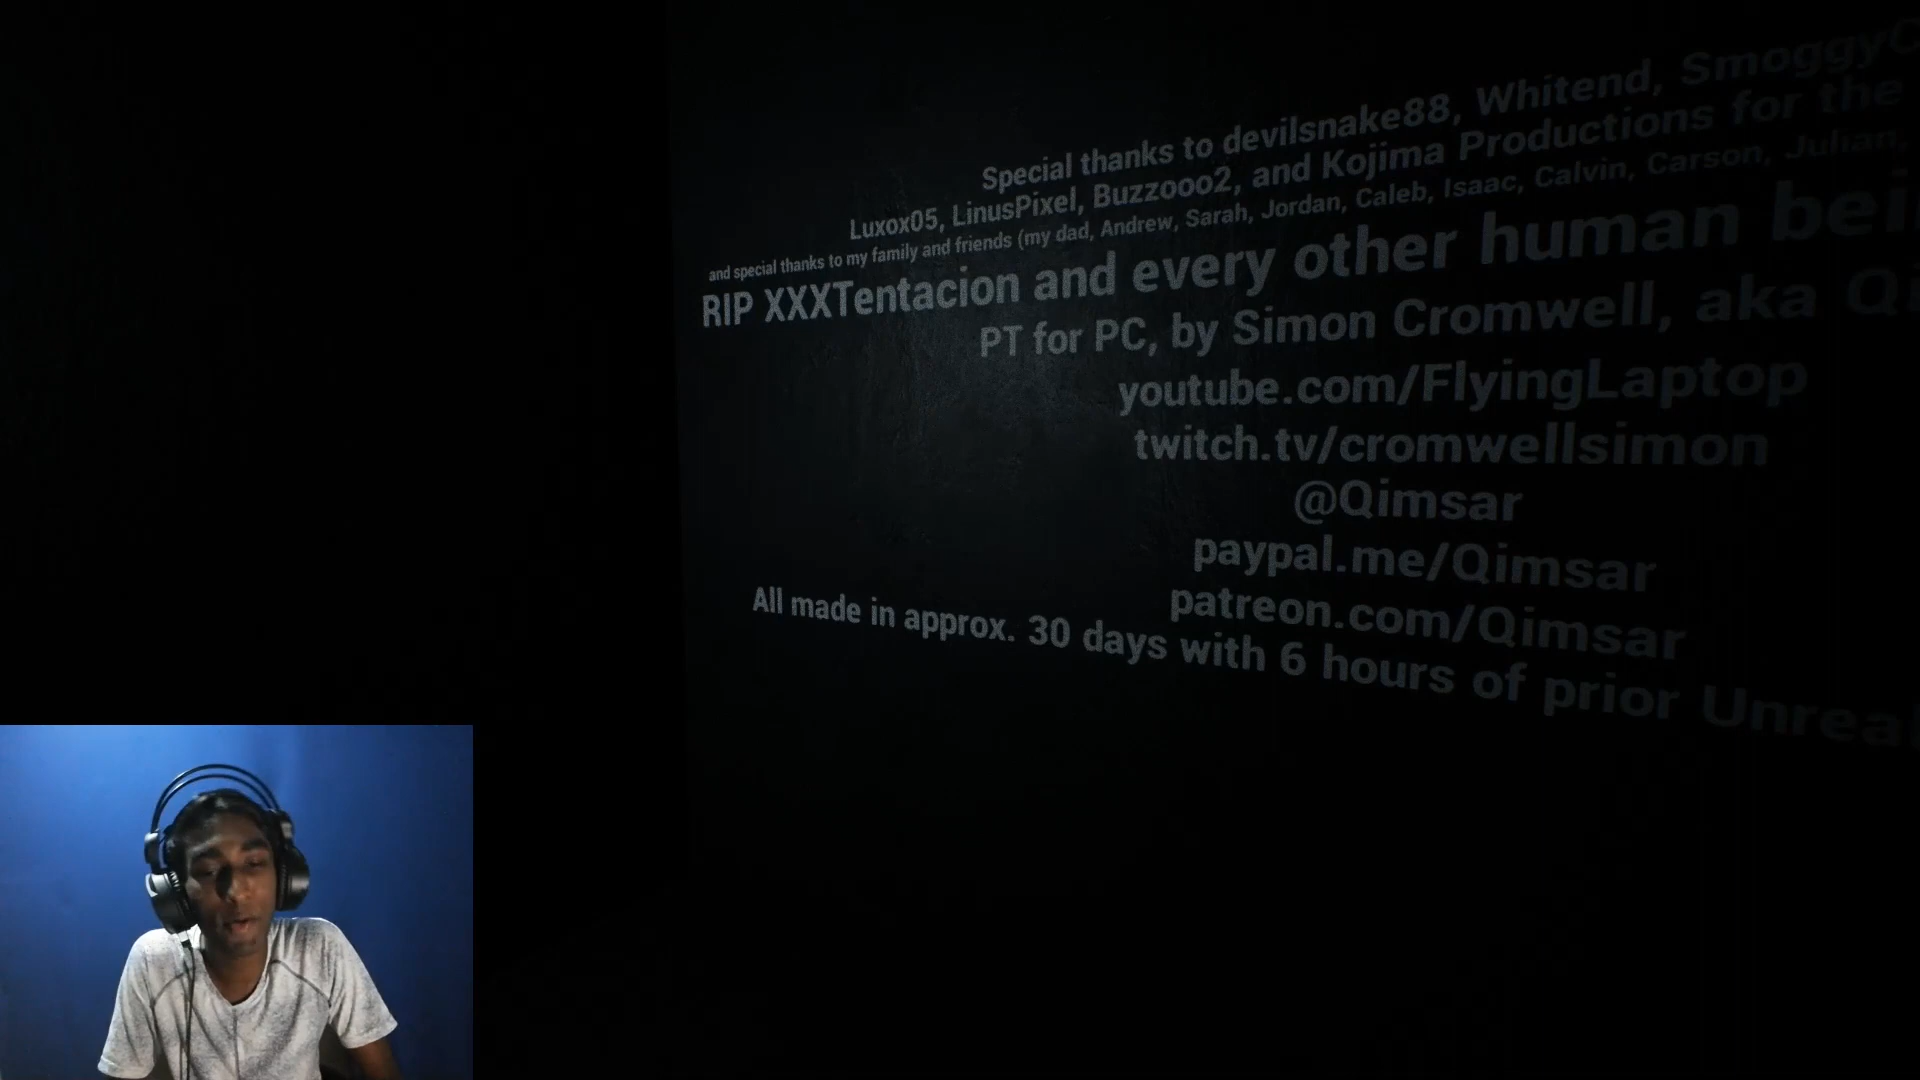 Special thanks to devilsnake88, Whitend, Smoggy
Luxox05, LinusPixel, Buzzooo2, and Kojima Productions for the
and special thanks to my family and friends (my dad, Andrew, Sarah, Jordan, Caleb, Isaac, Calvin, Carson, Julian,
RIP XXXTentacion and every other human
PT for PC, by Simon Cromwell, aka
youtube.com/FlyingLaptop
twitch.tv/cromwellsimon
@Qimsar
paypal.me/Qimsar
patreon.com/Qimsar
All made in approx. 30 days with 6 hours of prior Unreal